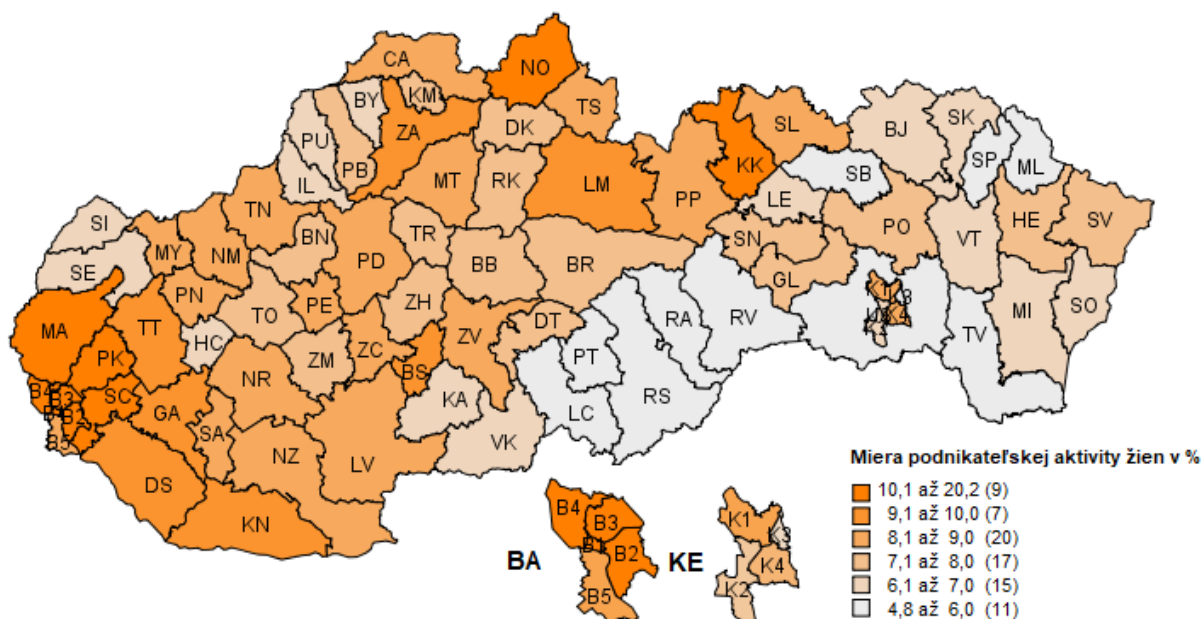 NO
CA
BY
KM
TS
PU
ZA
DK
SL
BJ
SK
PB
IL
MT
RK
LM
PP
KK
SB
SP
ML
LE
SI
TN
BN
TR
SN
PO
HE
SV
MY
NM
PD
BB
BR
VT
SE
GL
PN
TO
PE
ZH
RA
RV
K1
K3
K4
MI
SO
MA
TT
HC
ZM
ZC
ZV
DT
PT
TV
PK
BS
NR
KA
LC
RS
B4
B3
SC
GA
B2
SA
B5
NZ
LV
VK
DS
KN
Miera podnikateľskej aktivity žien v %
10,1 až 20,2 (9)
9,1 až 10,0 (7)
8,1 až 9,0 (20)
7,1 až 8,0 (17)
6,1 až 7,0 (15)
4,8 až 6,0 (11)
BA
B4
B3
B1
B2
B5
KE
K1
K3
K4
K2